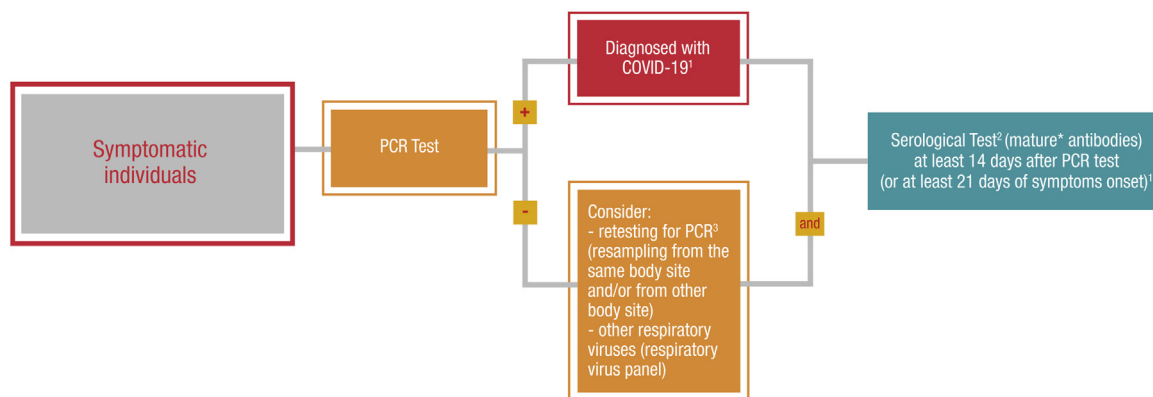 Symptomatic
individuals
PCR Test
+
-
Diagnosed with
COVID-19¹
Consider:
- retesting for PCR³
(resampling from the
same body site
and/or from other
body site)
- other respiratory
viruses (respiratory
virus panel)
and
Serological Test² (mature* antibodies)
at least 14 days after PCR test
(or at least 21 days of symptoms onset)¹